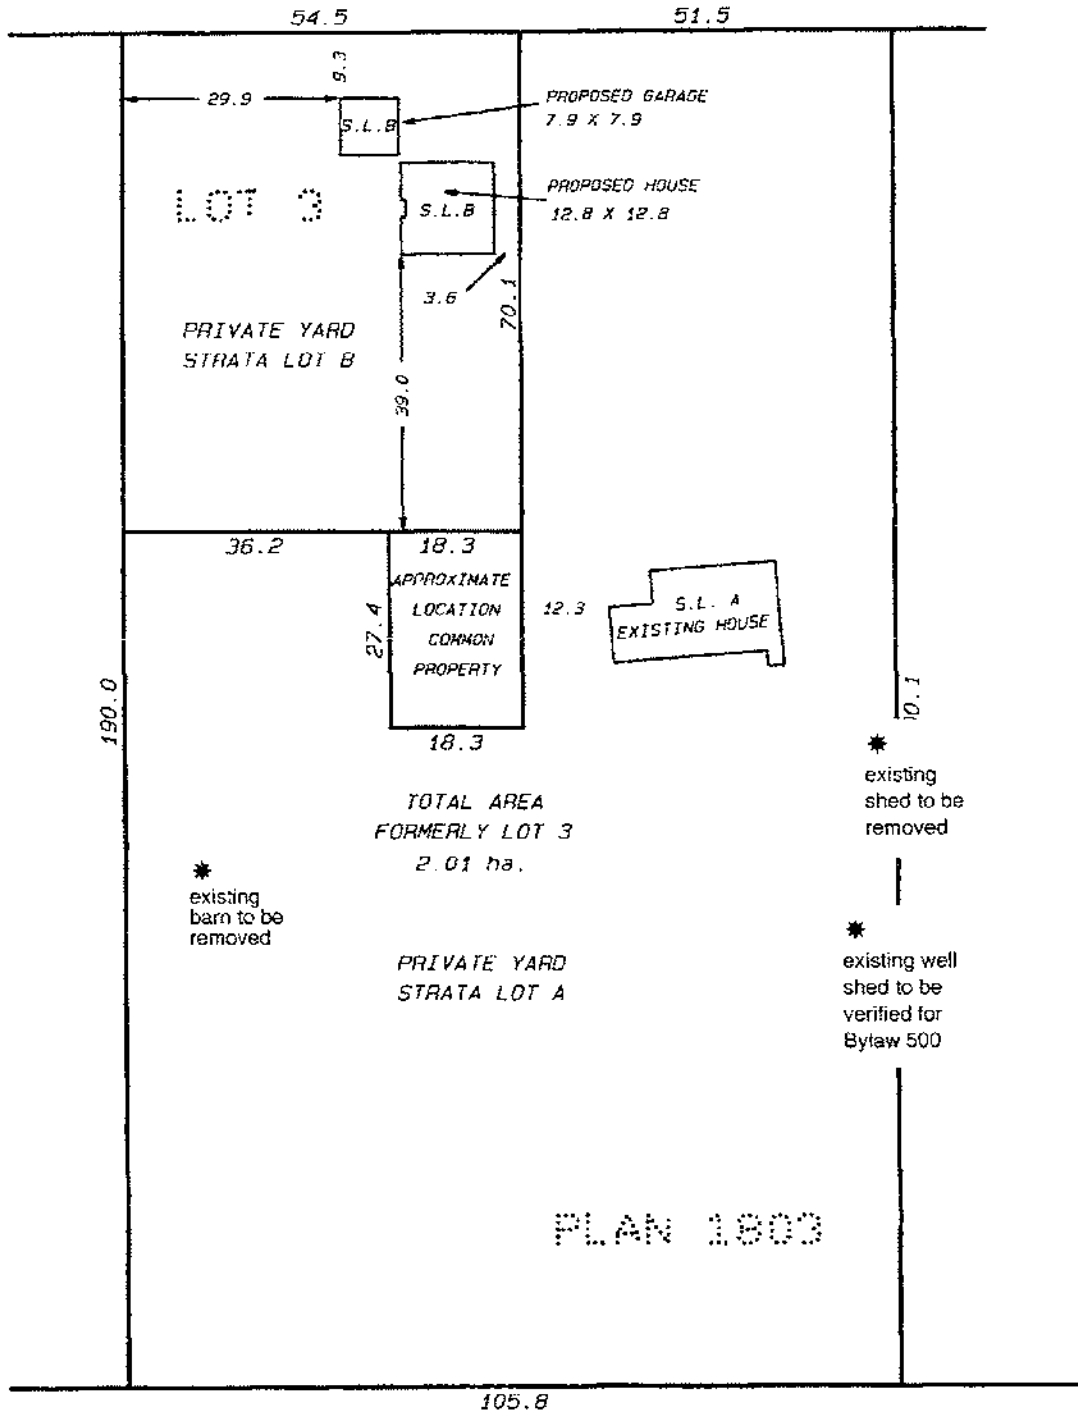 54.5
51.5
9.3
29.9
PROPOSED GARAGE
7.9 X 7.9
S.L.B
LOT 3
PROPOSED HOUSE
12.8 X 12.8
S.L.B
3.6
70.1
PRIVATE YARD
STRATA LOT B
39.0
36.2
18.3
APPROXIMATE
LOCATION
COMMON
PROPERTY
27.4
12.3
S.L. A
EXISTING HOUSE
190.0
0.1
18.3
existing
shed to be
removed
TOTAL AREA
FORMERLY LOT 3
2.01 ha.
existing
barn to be
removed
existing well
shed to be
verified for
Bylaw 500
PRIVATE YARD
STRATA LOT A
PLAN 1803
105.8